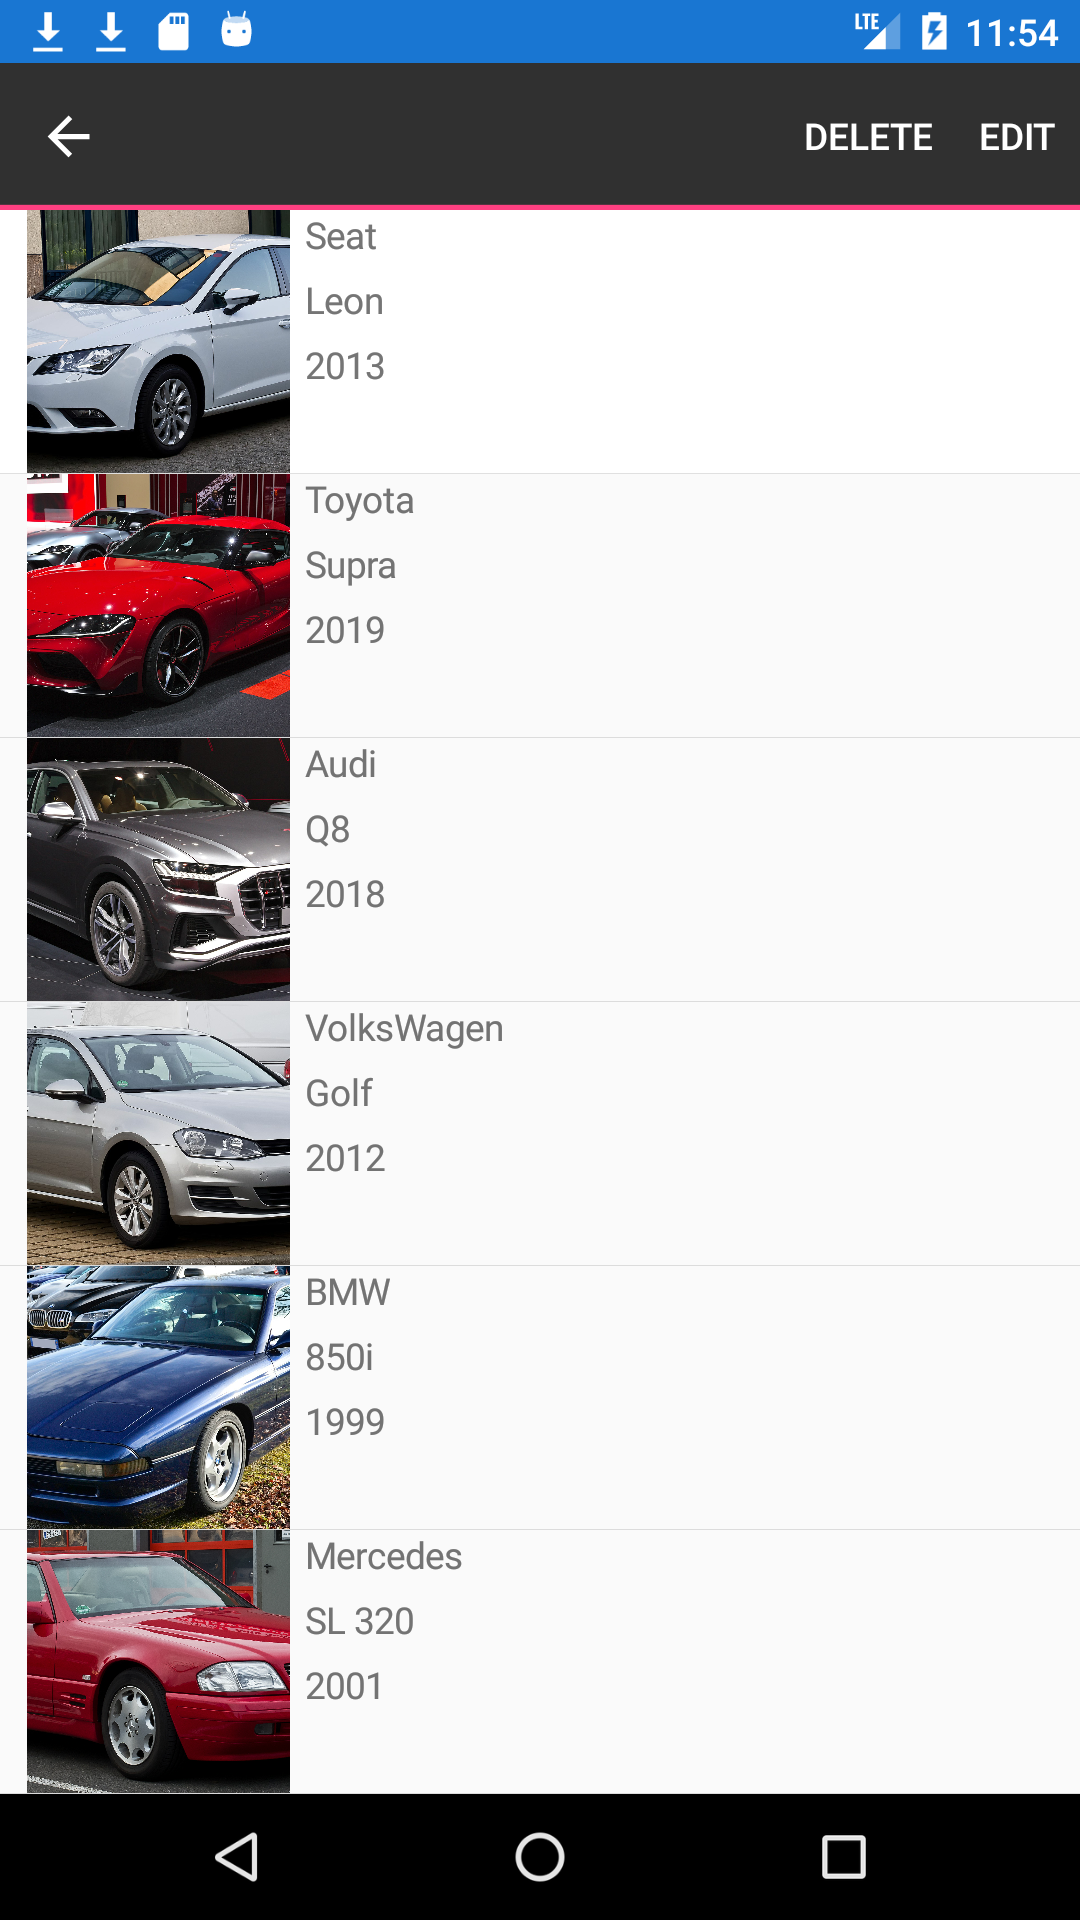 LTE 11:54
DELETE EDIT
Seat
Leon
2013
Toyota
Supra
2019
Audi
Q8
2018
VolksWagen
Golf
2012
BMW
850i
1999
Mercedes
SL 320
2001